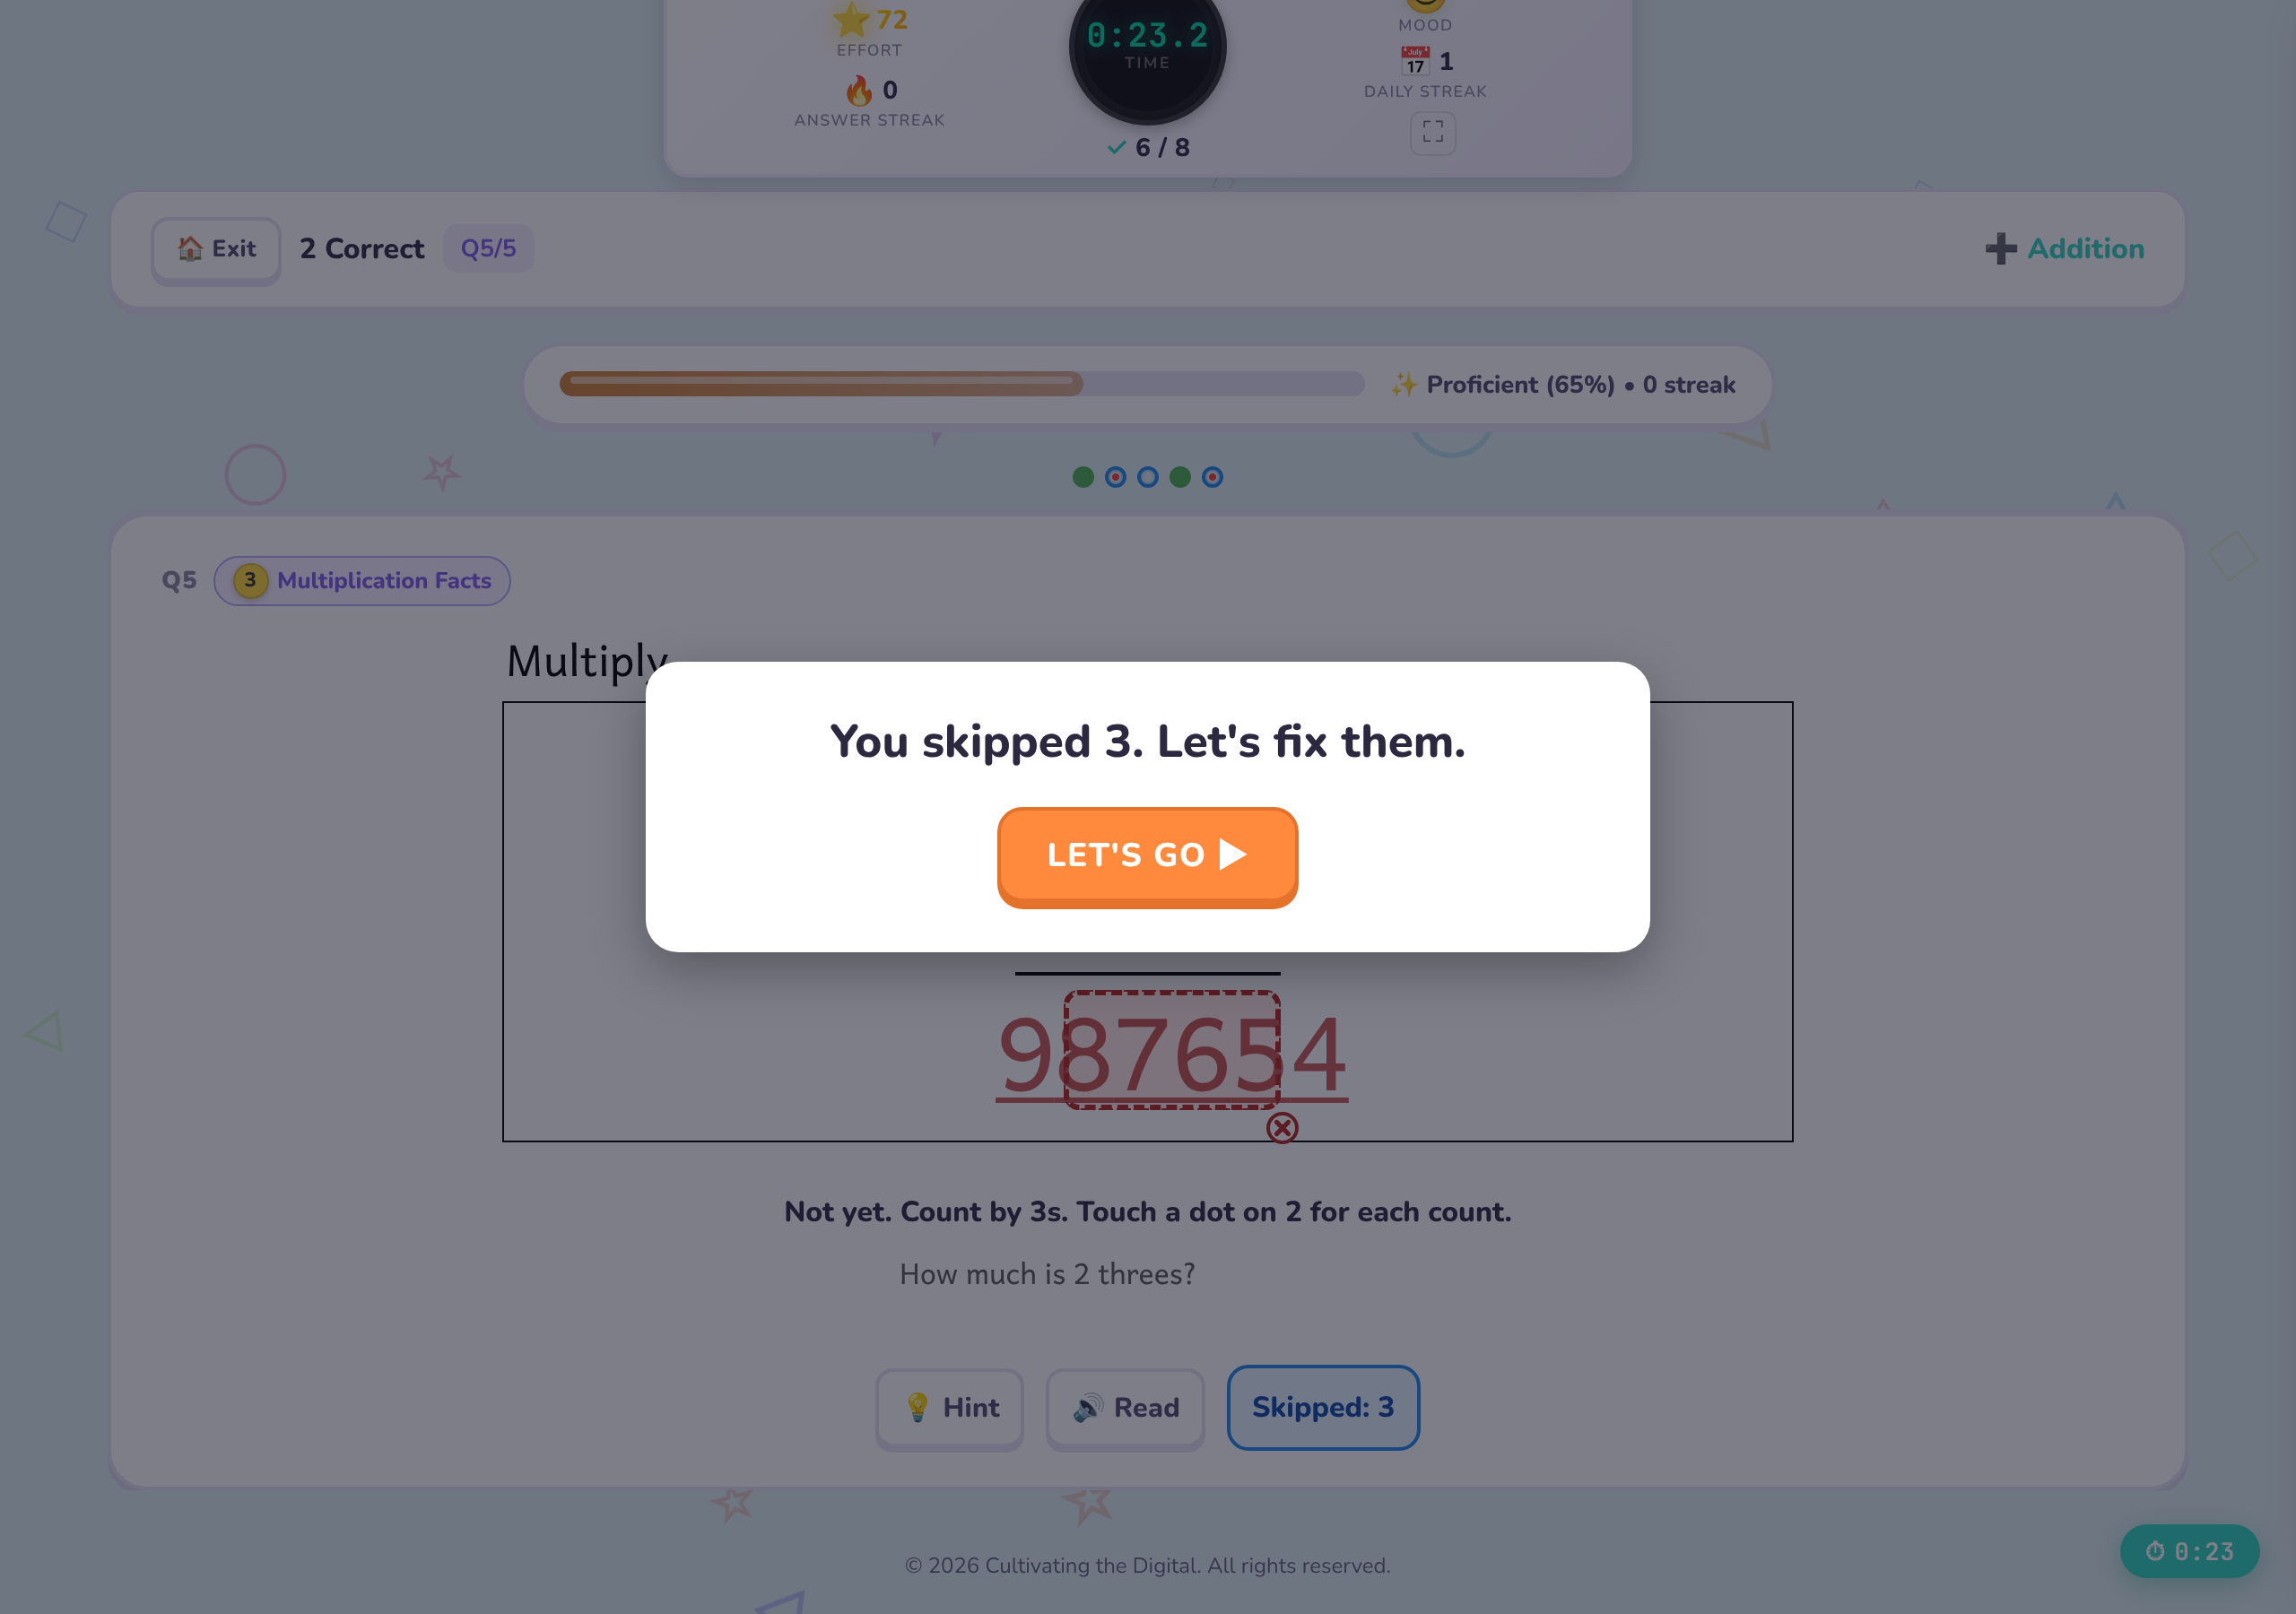 72
EFFORT
0
ANSWER STREAK
0:23.2
TIME
6 / 8
MOOD
July
17
1
DAILY STREAK
Exit
2 Correct
Q5/5
Addition
Proficient (65%) • 0 streak
Q5
3
Multiplication Facts
Multiply
You skipped 3. Let's fix them.
LET'S GO
987654
Not yet. Count by 3s. Touch a dot on 2 for each count.
How much is 2 threes?
Hint
Read
Skipped: 3
© 2026 Cultivating the Digital. All rights reserved.
0:23